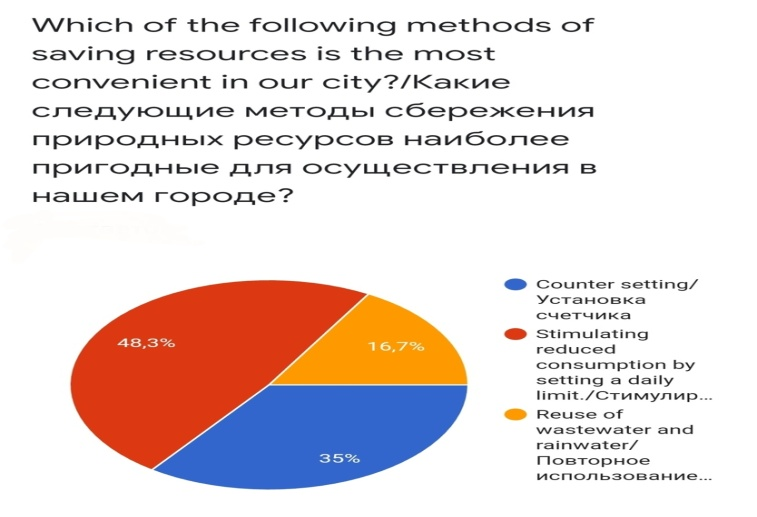 Which of the following methods of
saving resources is the most
convenient in our city?/Какие
следующие методы сбережения
природных ресурсов наиболее
пригодные для осуществления в
нашем городе?
48,3%
16,7%
35%
Counter setting/
Установка
счетчика
Stimulating
reduced
consumption by
setting a daily
limit./Стимулир...
Reuse of
wastewater and
rainwater/
Повторное
использование...